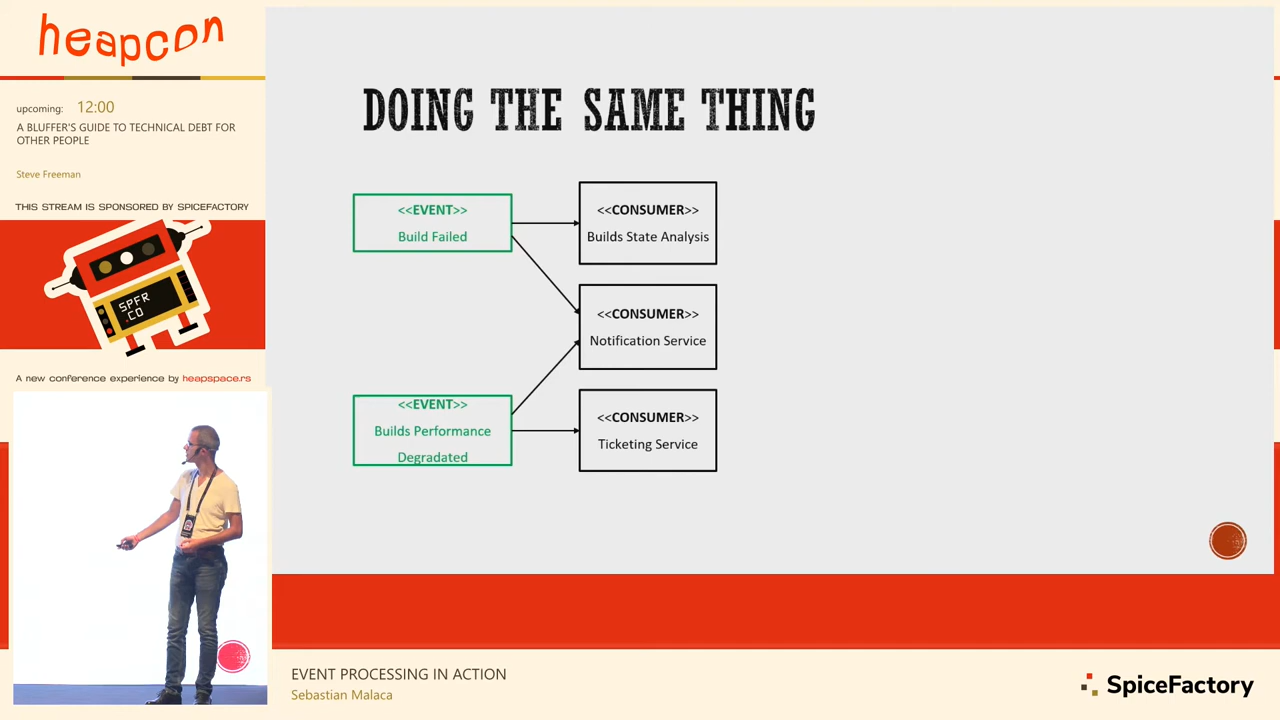 heapcon
upcoming: 12:00
A BLUFFER'S GUIDE TO TECHNICAL DEBT FOR
OTHER PEOPLE
Steve Freeman
THIS STREAM IS SPONSORED BY SPICEFACTORY
SPFR
.CO
A new conference experience by heapspace.rs
DOING THE SAME THING
<<EVENT>>
Build Failed
<<CONSUMER>>
Builds State Analysis
<<CONSUMER>>
Notification Service
<<EVENT>>
Builds Performance
Degradated
<<CONSUMER>>
Ticketing Service
EVENT PROCESSING IN ACTION
Sebastian Malaca
SpiceFactory